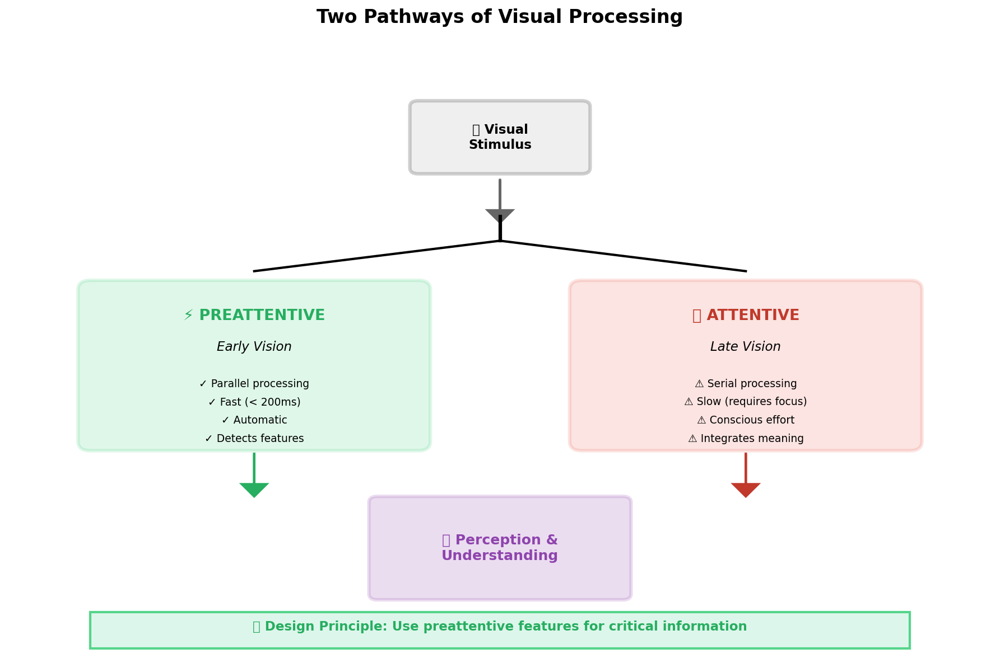 Two Pathways of Visual Processing
Visual
Stimulus
⚡ PREATTENTIVE
Early Vision
✓ Parallel processing
✓ Fast (< 200ms)
✓ Automatic
✓ Detects features
ATTENTIVE
Late Vision
⚠ Serial processing
⚠ Slow (requires focus)
⚠ Conscious effort
⚠ Integrates meaning
Perception &
Understanding
Design Principle: Use preattentive features for critical information